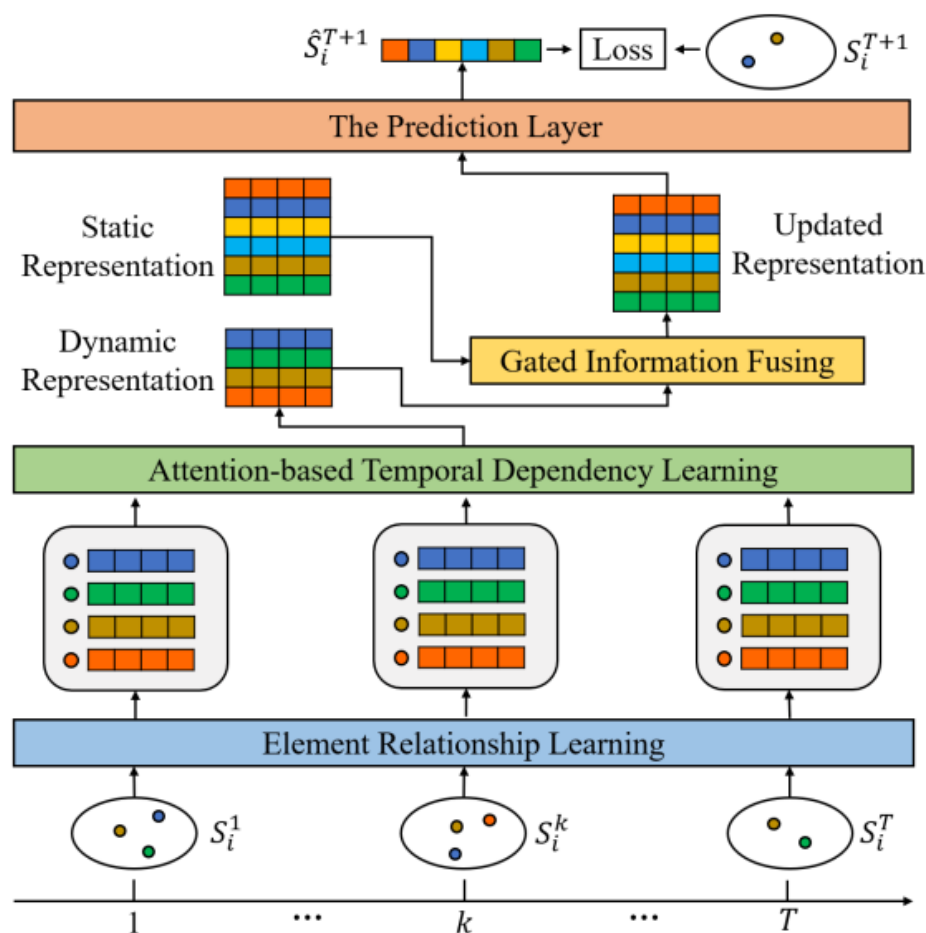 Ŝ_i^{T+1}
Loss
S_i^{T+1}
The Prediction Layer
Static
Representation
Updated
Representation
Dynamic
Representation
Gated Information Fusing
Attention-based Temporal Dependency Learning
Element Relationship Learning
S_i^1
S_i^k
S_i^T
1 ... k ... T